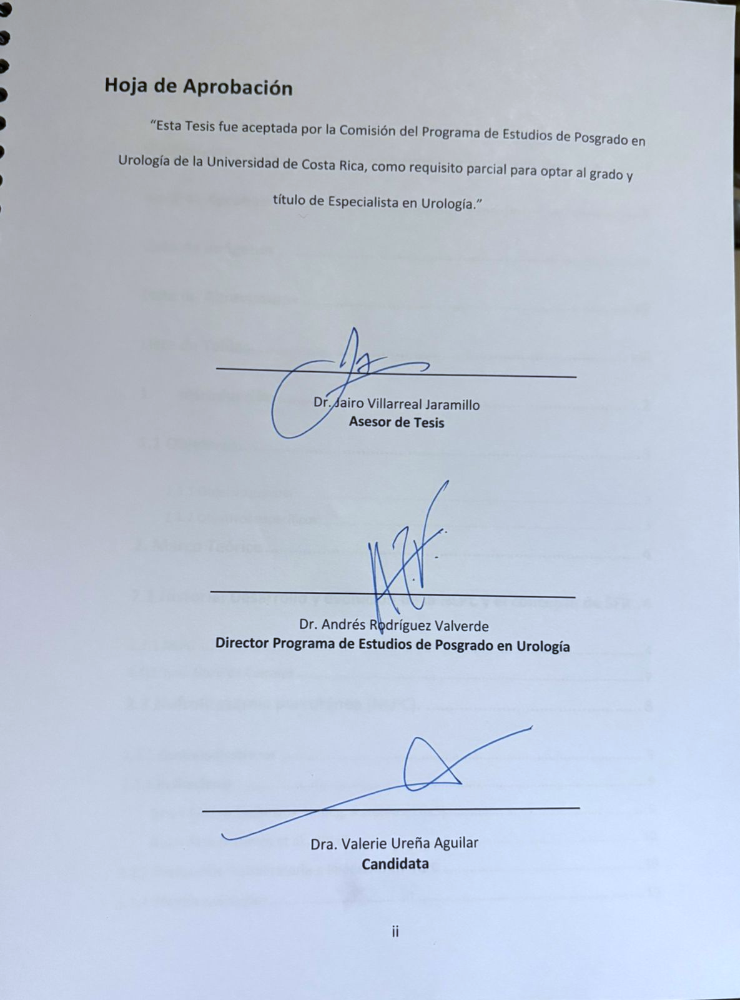 Hoja de Aprobación
“Esta Tesis fue aceptada por la Comisión del Programa de Estudios de Posgrado en
Urología de la Universidad de Costa Rica, como requisito parcial para optar al grado y
título de Especialista en Urología.”
Dr. Jairo Villarreal Jaramillo
Asesor de Tesis
Dr. Andrés Rodríguez Valverde
Director Programa de Estudios de Posgrado en Urología
Dra. Valerie Ureña Aguilar
Candidata
ii